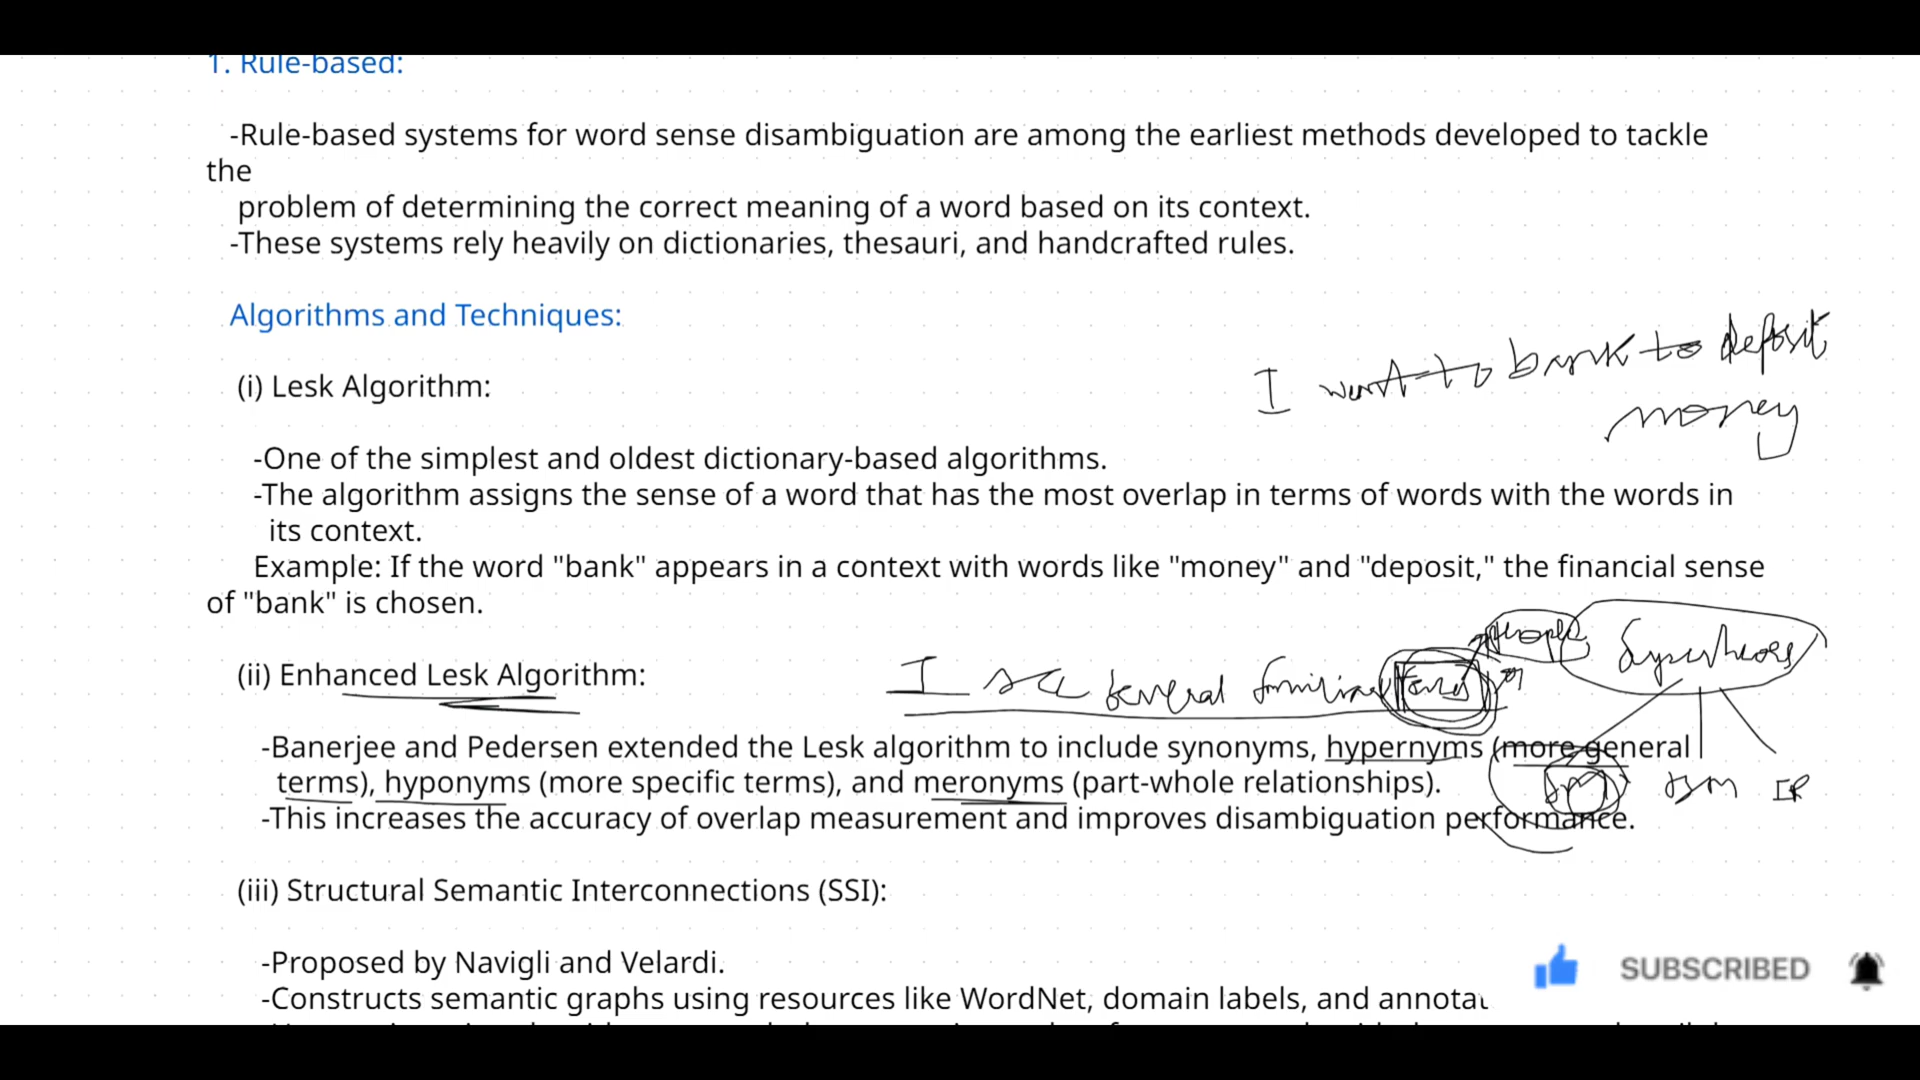 1. Rule-based:
-Rule-based systems for word sense disambiguation are among the earliest methods developed to tackle
the
problem of determining the correct meaning of a word based on its context.
-These systems rely heavily on dictionaries, thesauri, and handcrafted rules.
Algorithms and Techniques:
I want to bank to deposit
money
(i) Lesk Algorithm:
-One of the simplest and oldest dictionary-based algorithms.
-The algorithm assigns the sense of a word that has the most overlap in terms of words with the words in
its context.
Example: If the word "bank" appears in a context with words like "money" and "deposit," the financial sense
of "bank" is chosen.
(ii) Enhanced Lesk Algorithm:
I several
-Banerjee and Pedersen extended the Lesk algorithm to include synonyms, hypernyms (more general
terms), hyponyms (more specific terms), and meronyms (part-whole relationships).
-This increases the accuracy of overlap measurement and improves disambiguation performance.
(iii) Structural Semantic Interconnections (SSI):
-Proposed by Navigli and Velardi.
-Constructs semantic graphs using resources like WordNet, domain labels, and
SUBSCRIBED